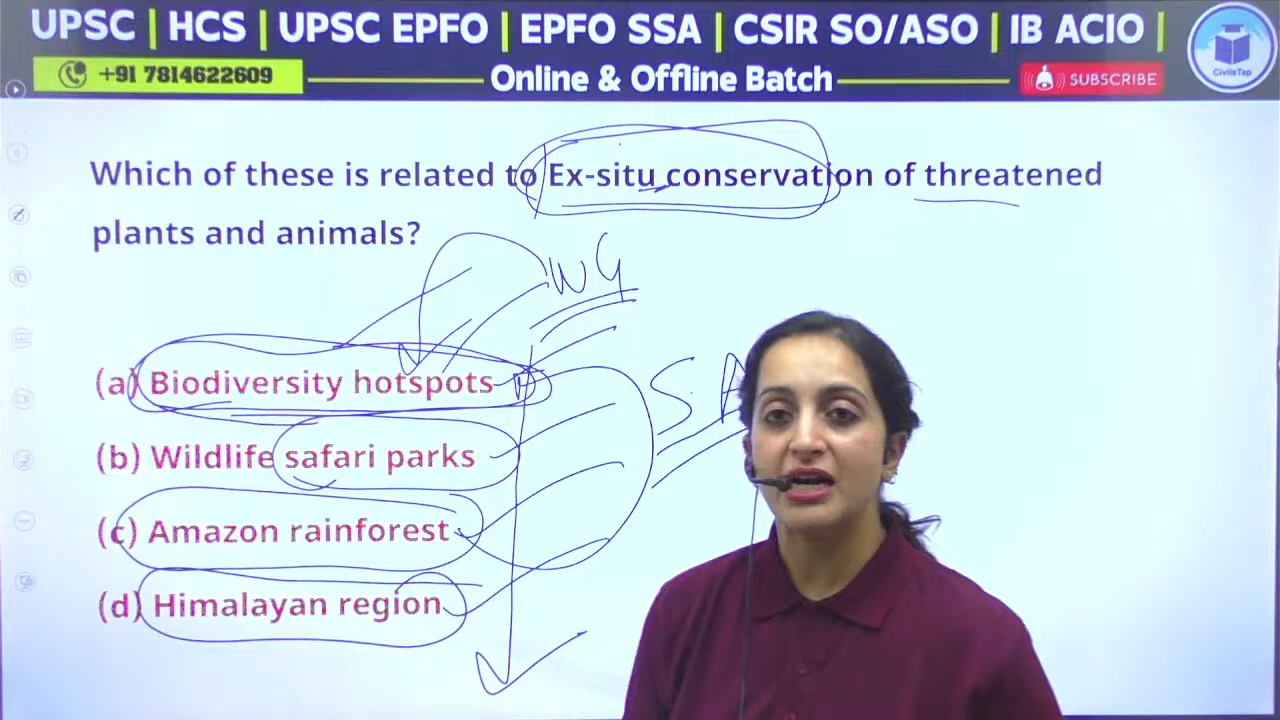 UPSC | HCS | UPSC EPFO | EPFO SSA | CSIR SO/ASO | IB ACIO |
+91 7814622609
Online & Offline Batch
SUBSCRIBE
CivilsTap
Which of these is related to Ex-situ conservation of threatened
plants and animals?
WG
(a) Biodiversity hotspots
S.A
(b) Wildlife safari parks
(c) Amazon rainforest
(d) Himalayan region